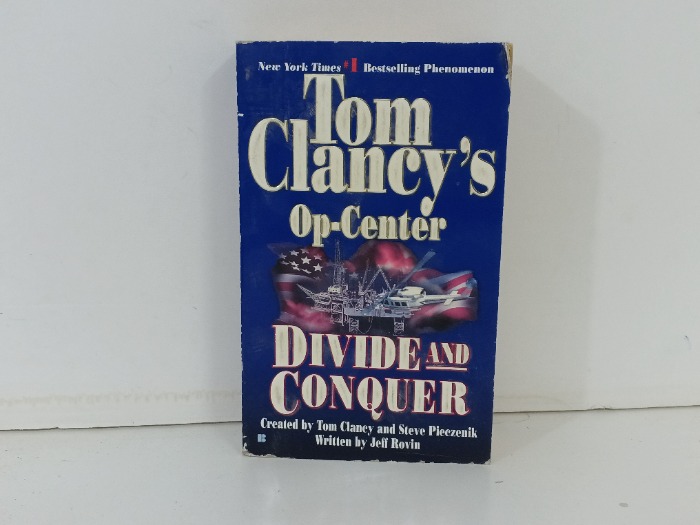 New York Times #1 Bestselling Phenomenon
Tom
Clancy's
Op-Center
DIVIDE AND
CONQUER
Created by Tom Clancy and Steve Pieczenik
Written by Jeff Rovin
B